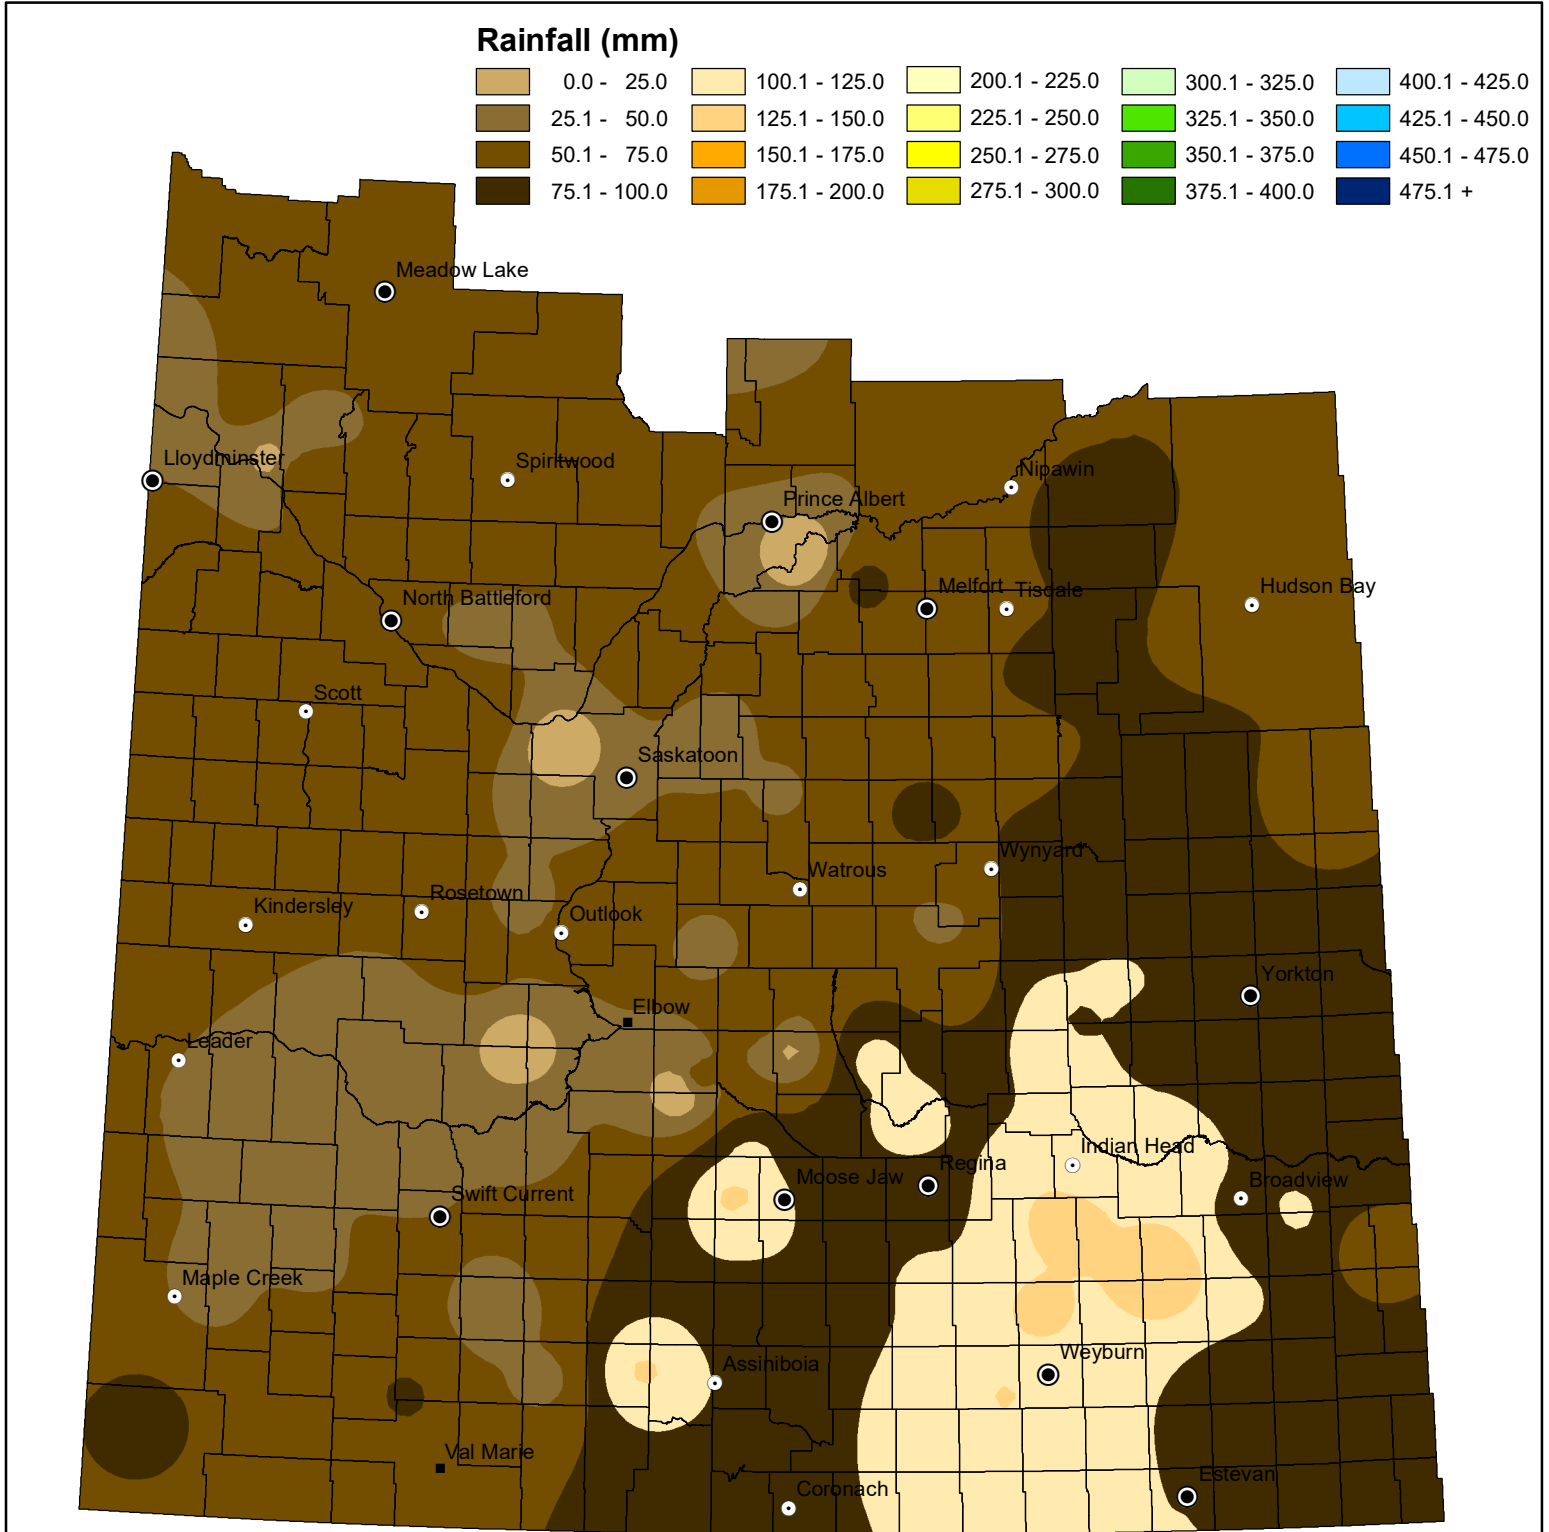 Rainfall (mm)
0.0 - 25.0 100.1 - 125.0 200.1 - 225.0 300.1 - 325.0 400.1 - 425.0
25.1 - 50.0 125.1 - 150.0 225.1 - 250.0 325.1 - 350.0 425.1 - 450.0
50.1 - 75.0 150.1 - 175.0 250.1 - 275.0 350.1 - 375.0 450.1 - 475.0
75.1 - 100.0 175.1 - 200.0 275.1 - 300.0 375.1 - 400.0 475.1 +
Meadow Lake
Lloydminster
Spiritwood
Nipawin
Prince Albert
North Battleford
Melfort
Tisdale
Hudson Bay
Scott
Saskatoon
Wynyard
Watrous
Rosetown
Kindersley
Outlook
Yorkton
Elbow
Leader
Indian Head
Regina
Moose Jaw
Broadview
Swift Current
Maple Creek
Weyburn
Assiniboia
Val Marie
Estevan
Coronach